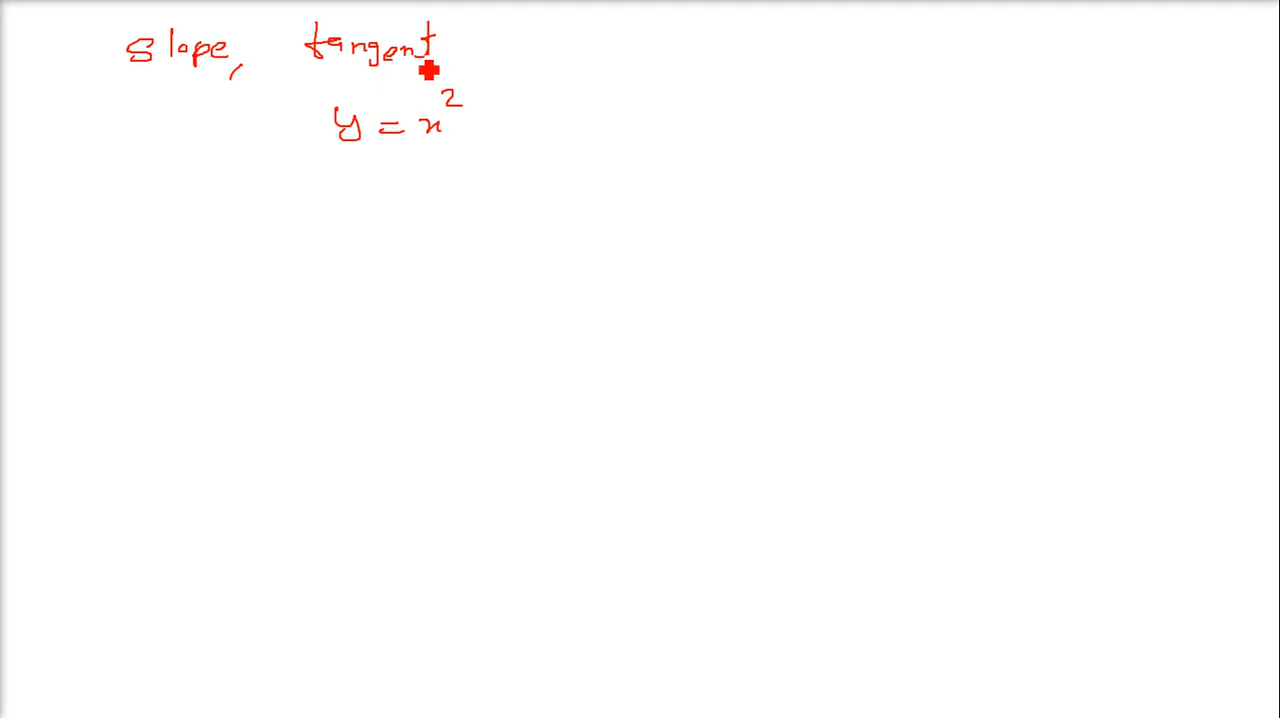 slope, tangent
y = x²